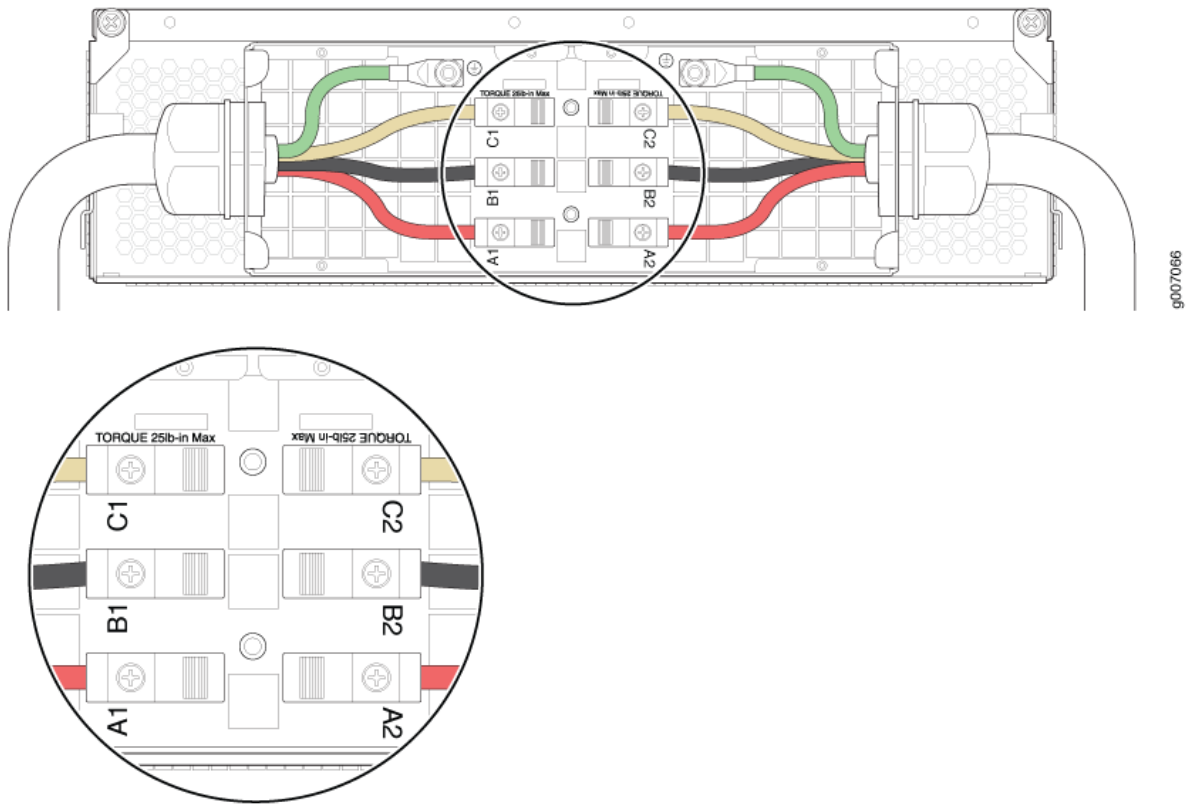 TORQUE 25lb-in Max
TORQUE 25lb-in Max
C1
C2
B1
B2
A1
A2
g007066
TORQUE 25lb-in Max
TORQUE 25lb-in Max
C1
C2
B1
B2
A1
A2